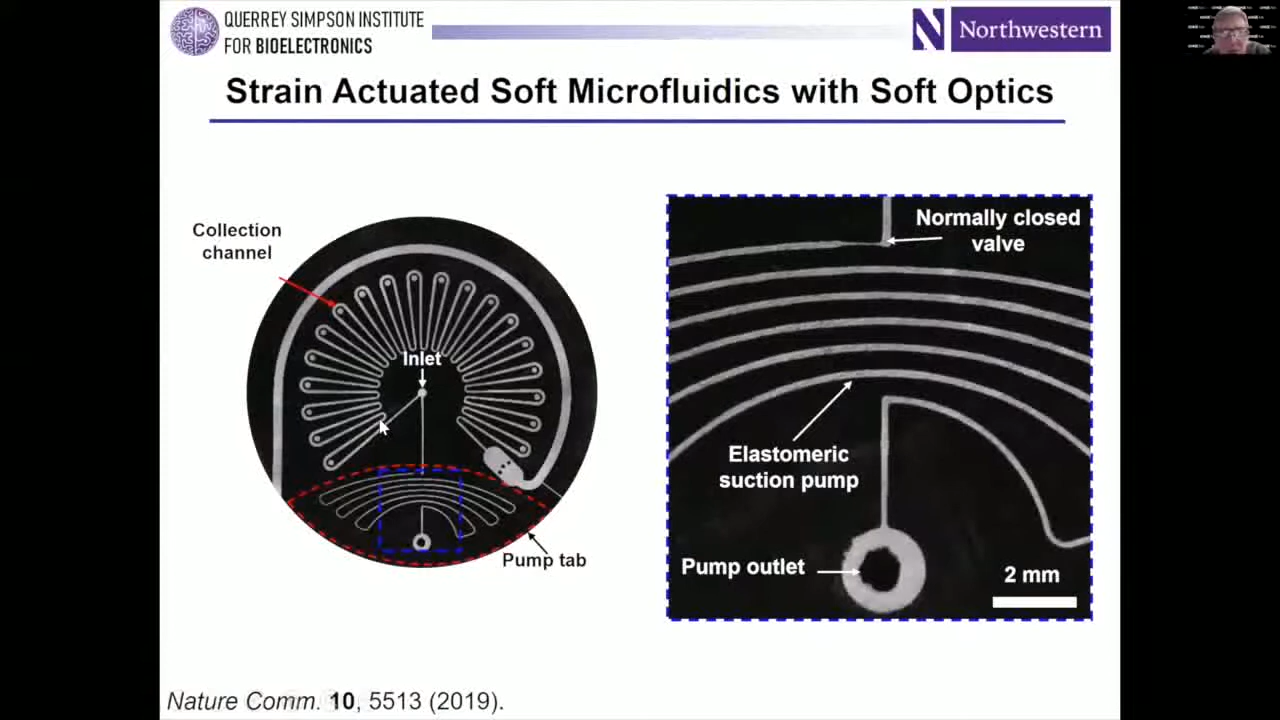 QUERREY SIMPSON INSTITUTE
FOR BIOELECTRONICS
Northwestern
Strain Actuated Soft Microfluidics with Soft Optics
Collection
channel
Inlet
Pump tab
Normally closed
valve
Elastomeric
suction pump
Pump outlet
2 mm
Nature Comm. 10, 5513 (2019).